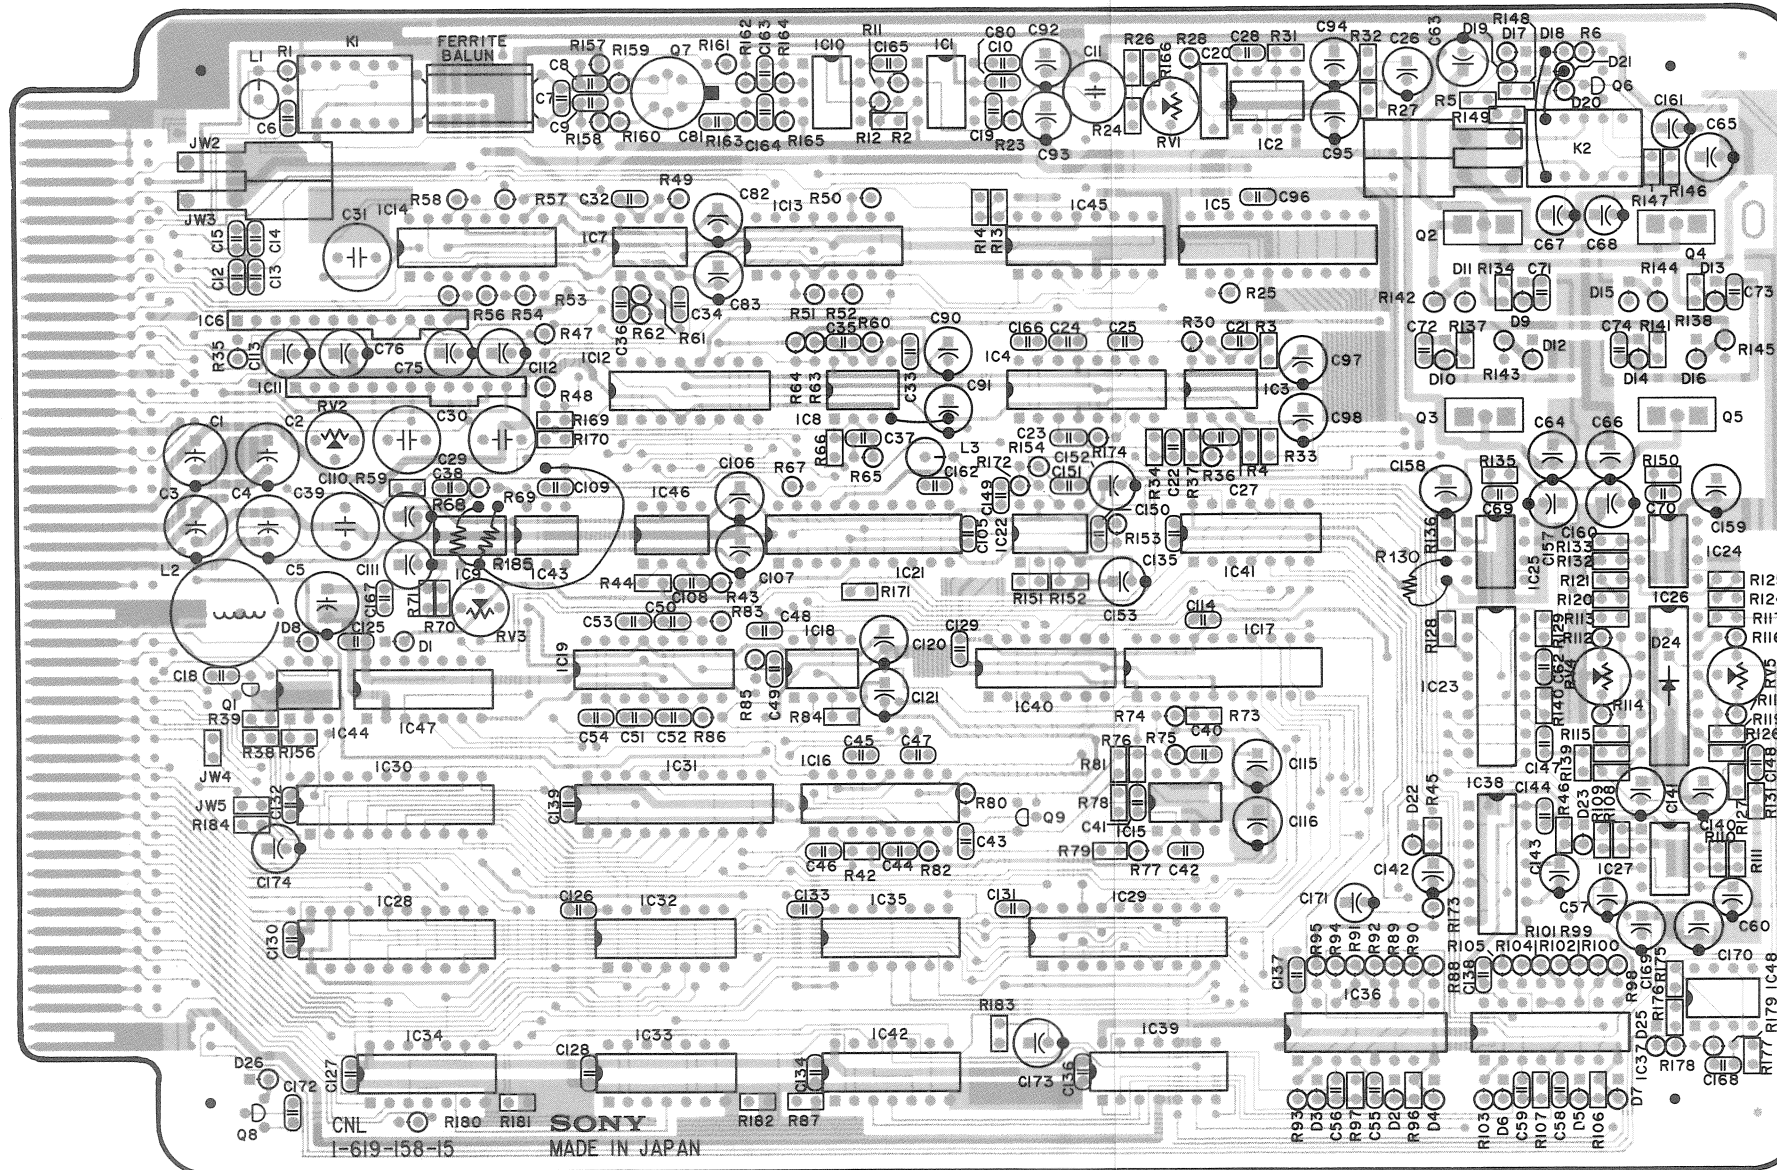 L1 R1 K1 FERRITE BALUN R157 C8 R159 Q7 R161 R162 C163 R164 IC10 R11 C165 IC1 C80 C10 C92 C11 R26 R166 R28 C20 C28 R31 C94 R32 C26 C63 D19 R148 D17 D18 R6 D21
C6 C7 C9 R158 R160 C81 R163 C164 R165 R12 R2 C19 R23 C93 R24 RV1 IC2 C95 R27 R5 R149 D20 Q6 K2 C161 C65
JW2 R146 R147
JW3 C31 IC14 R58 R57 C32 R49 C82 IC13 R50 R14 R13 IC45 IC5 C96 Q2 C67 C68 Q4
C15 C14 IC7
C12 C13 R53 C83 R25 R142 D11 R134 C71 D15 R144 D13 C73
IC6 R56 R54 C36 R62 C34 R61 R51 R52 C35 R60 C90 C166 C24 C25 R30 C21 R3 C72 R137 D9 C74 R141 R138
R35 C113 C76 C75 C112 R47 IC12 IC4 C97 D12 R145
IC11 R48 R64 R63 C33 C91 IC3 D10 R143 D14 D16
RV2 C30 R169 IC8 C98 Q3 Q5
C1 C2 C29 R170 R66 C37 L3 C23 R154 C152 R174 R34 C22 R37 R36 R4 R33 C64 C66
C3 C4 C39 C110 R59 C38 R68 R69 C109 IC46 C106 R67 R65 C162 R172 C149 C151 C27 C158 R135 R150
C105 IC22 C150 R153 R136 C69 C157 C160 C70 C159
L2 C5 C111 IC9 R185 IC43 R44 C108 R43 C107 IC21 C135 IC41 R130 IC25 R133 R132 IC24
C167 R71 R171 R151 R152 C153 R121 R120 IC26
D8 C125 D1 R70 RV3 C53 C50 R83 C48 IC18 C120 C129 C114 IC17 R128 R129 R113 R112 D24 R116
C18 IC19 R85 C49 C121 IC40 IC23 C62 RV4 RV5
Q1 R39 IC44 IC47 C54 C51 C52 R86 R84 R74 R73 R140 R114
R38 R156 C45 C47 R76 R75 C40 R115 R126
JW4 IC30 IC31 IC16 R81 C115 IC38 C147 R139 C148
JW5 C132 C139 R80 R78 D22 R45 C144 R46 D23 R109 R108 C141 R127 R131
R184 Q9 C41 IC15 C116 C140
C174 C46 R42 C44 R82 C43 R79 R77 C42 C142 C143 IC27 R111
IC28 C126 IC32 C133 IC35 C131 IC29 C171 R173 C57 C60
C130 R95 R94 R91 R92 R89 R90 R105 R104 R101 R102 R99 R100 C170
C137 R88 C138 R98 C169 R175 IC48
R183 IC36 R176 R179
IC34 C128 IC33 IC42 IC39 D25
D26 C127 C134 C173 C136 IC37 R178 C168 R177
C172 R93 D3 C56 R97 C55 D2 R96 D4 R103 D6 C59 R107 C58 D5 R106 D7
Q8 CNL R180 R181 SONY R182 R87
1-619-158-15 MADE IN JAPAN